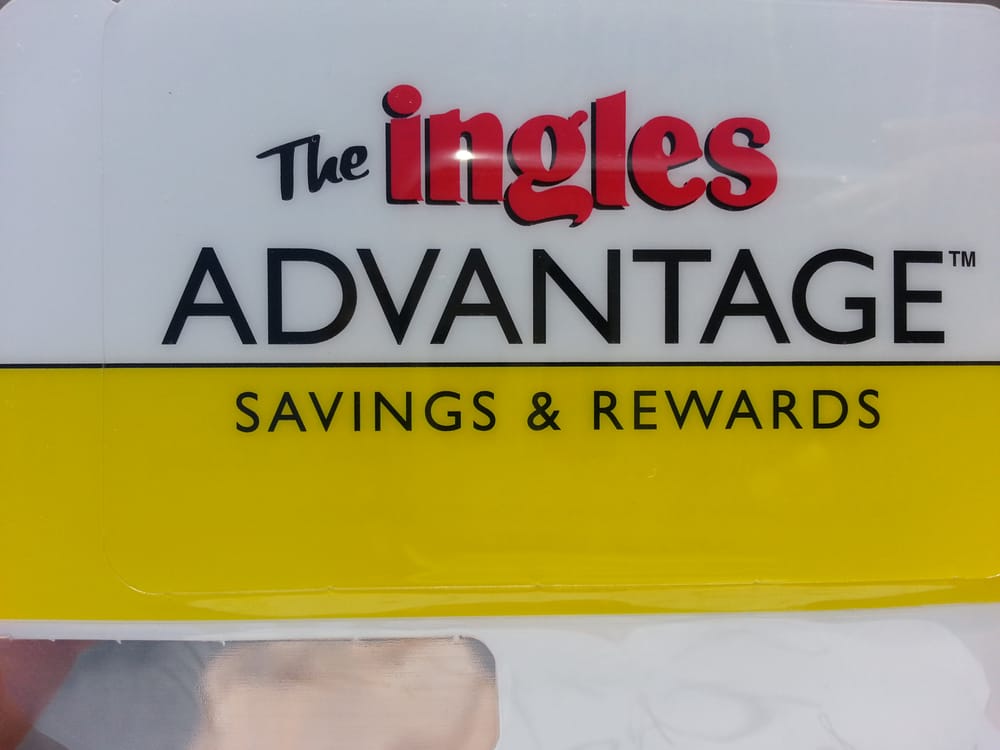 The ingles
ADVANTAGE™
SAVINGS & REWARDS